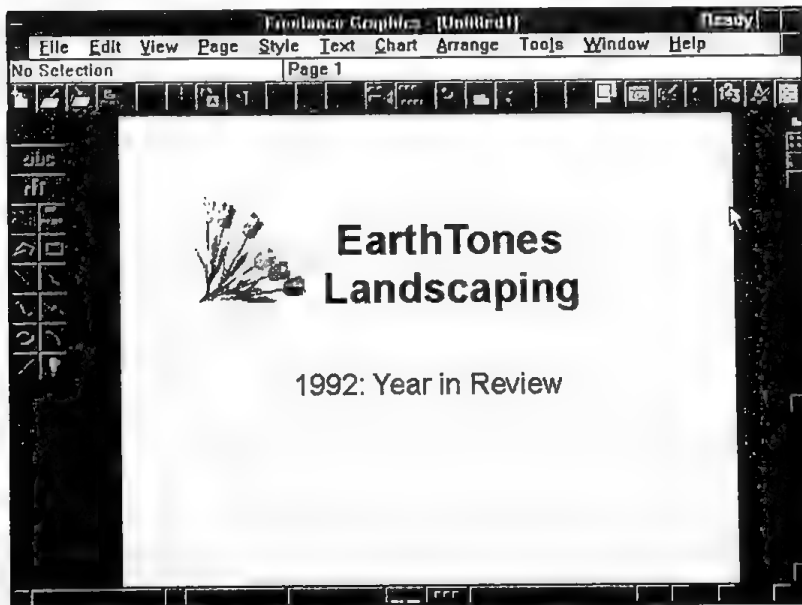 Freelance Graphics - [Untitled1] Ready
File Edit View Page Style Text Chart Arrange Tools Window Help
No Selection Page 1
abc
123
EarthTones
Landscaping
1992: Year in Review